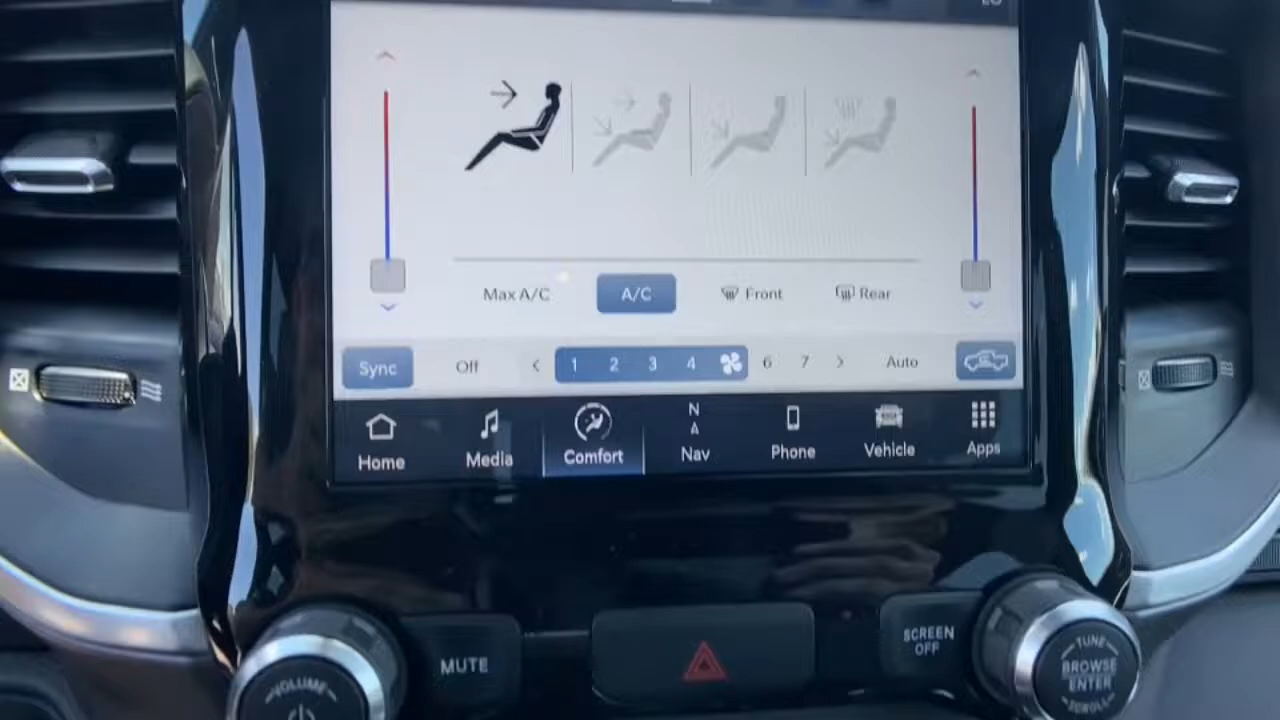 Max A/C A/C Front Rear
Sync Off < 1 2 3 4 6 7 > Auto
N
Home Media Comfort Nav Phone Vehicle Apps
MUTE
SCREEN
OFF
VOLUME
TUNE
BROWSE
ENTER
SCROLL